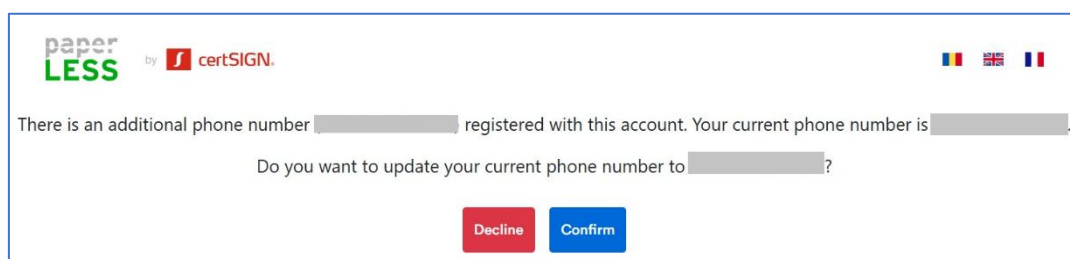 paper
LESS by certSIGN.
There is an additional phone number registered with this account. Your current phone number is .
Do you want to update your current phone number to ?
Decline Confirm